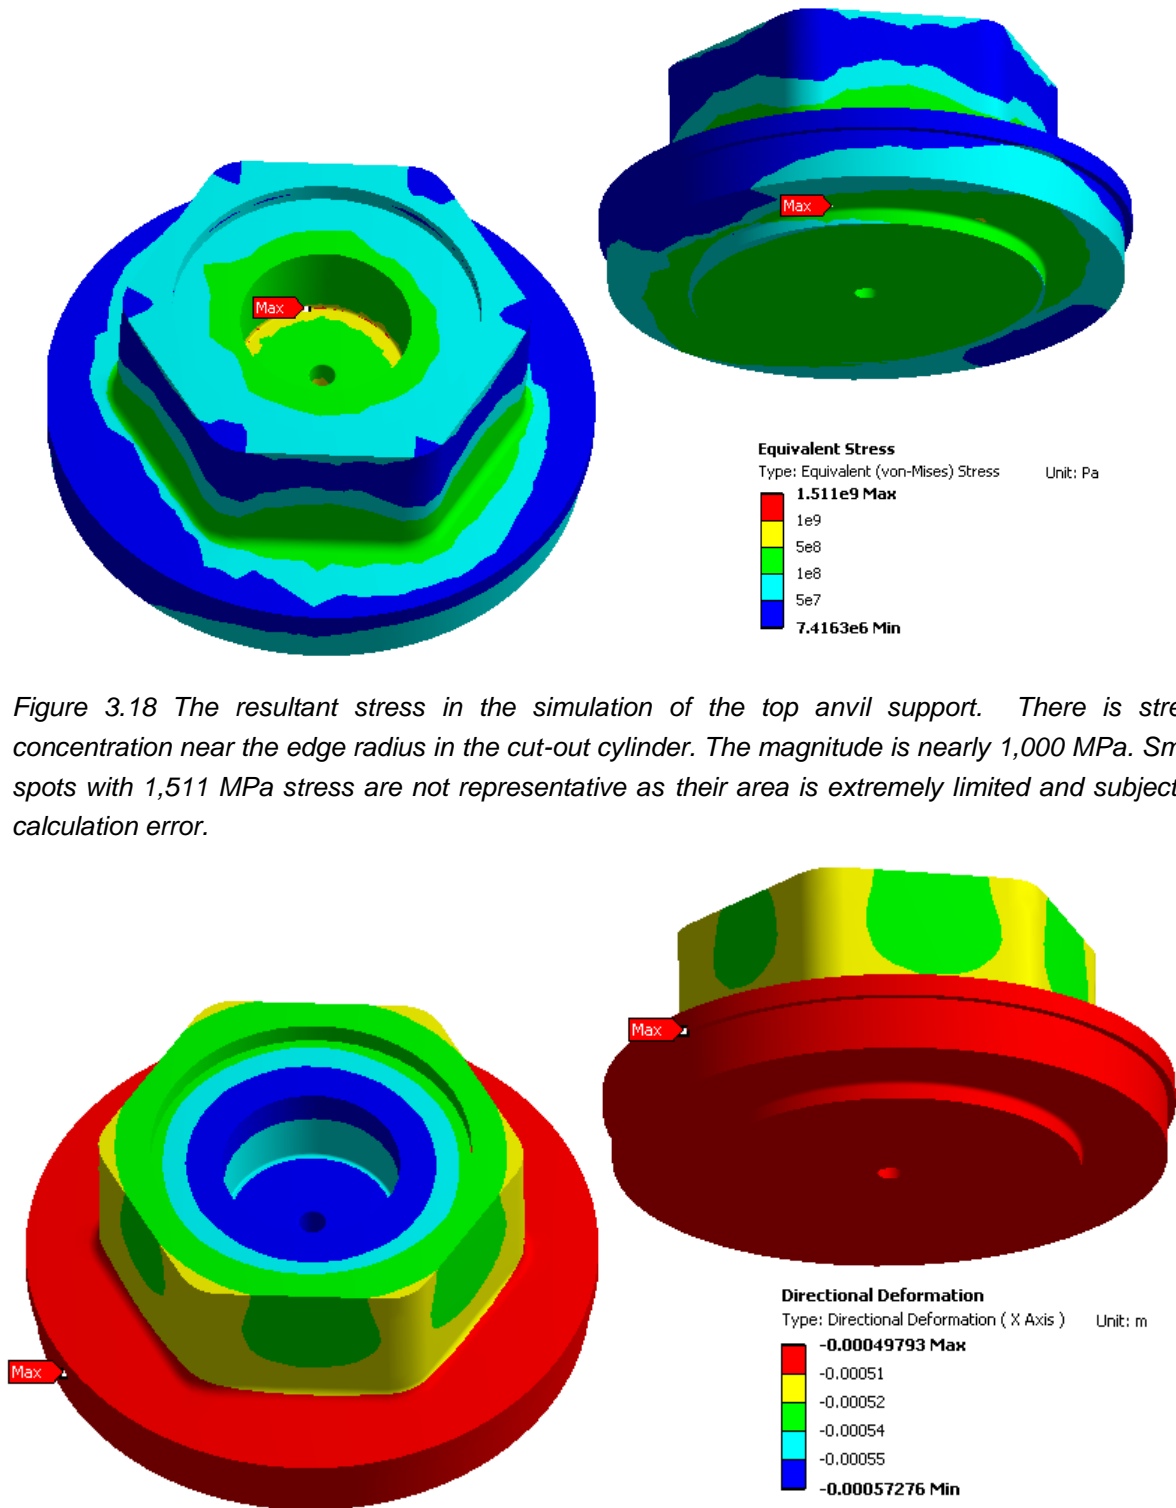 Max
Max
Equivalent Stress
Type: Equivalent (von-Mises) Stress Unit: Pa
1.511e9 Max
1e9
5e8
1e8
5e7
7.4163e6 Min
Figure 3.18 The resultant stress in the simulation of the top anvil support. There is stre
concentration near the edge radius in the cut-out cylinder. The magnitude is nearly 1,000 MPa. Sm
spots with 1,511 MPa stress are not representative as their area is extremely limited and subject
calculation error.
Max
Max
Directional Deformation
Type: Directional Deformation ( X Axis ) Unit: m
-0.00049793 Max
-0.00051
-0.00052
-0.00054
-0.00055
-0.00057276 Min